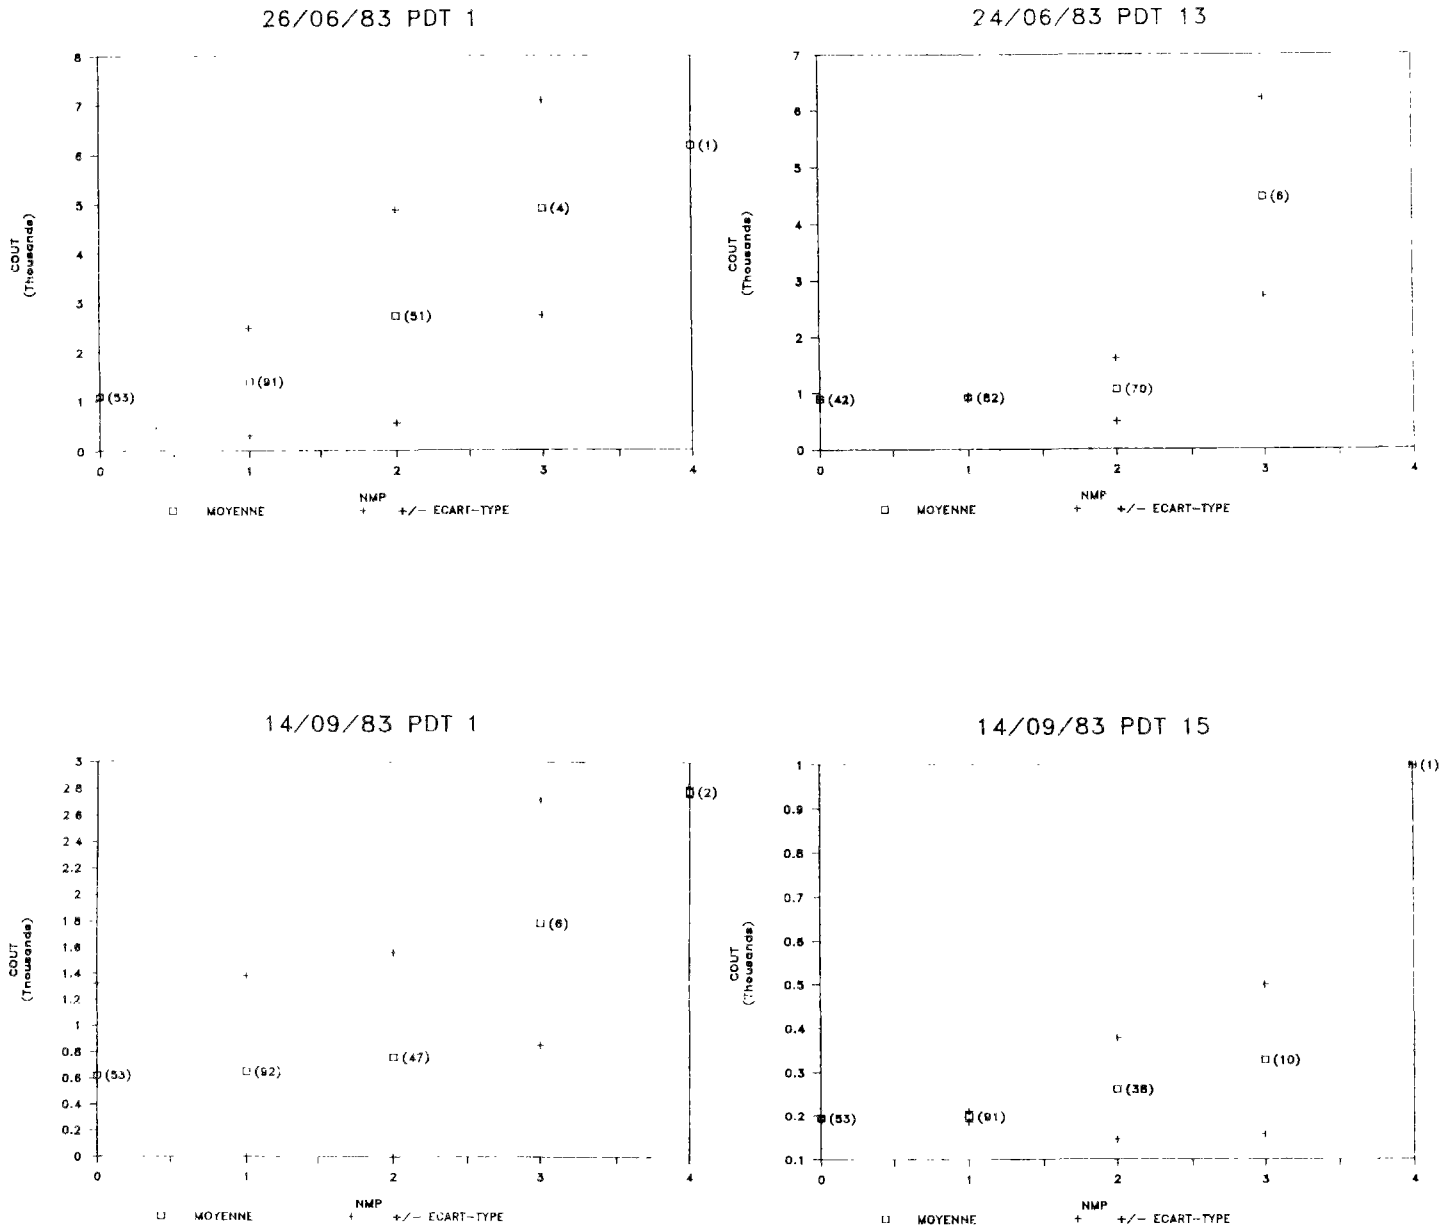 26/06/83 PDT 1
8
7
6
5
4
3
2
1
0
COUT
(Thousands)
(53)
(91)
(51)
(4)
(1)
0 1 2 3 4
NMP
MOYENNE +/- ECART-TYPE
24/06/83 PDT 13
7
6
5
4
3
2
1
0
COUT
(Thousands)
(42)
(82)
(70)
(6)
0 1 2 3 4
NMP
MOYENNE +/- ECART-TYPE
14/09/83 PDT 1
3
2.8
2.6
2.4
2.2
2
1.8
1.6
1.4
1.2
1
0.8
0.6
0.4
0.2
0
COUT
(Thousands)
(53)
(92)
(47)
(6)
(2)
0 1 2 3 4
NMP
MOYENNE +/- ECART-TYPE
14/09/83 PDT 15
1
0.9
0.8
0.7
0.6
0.5
0.4
0.3
0.2
0.1
COUT
(Thousands)
(53)
(91)
(38)
(10)
(1)
0 1 2 3 4
NMP
MOYENNE +/- ECART-TYPE